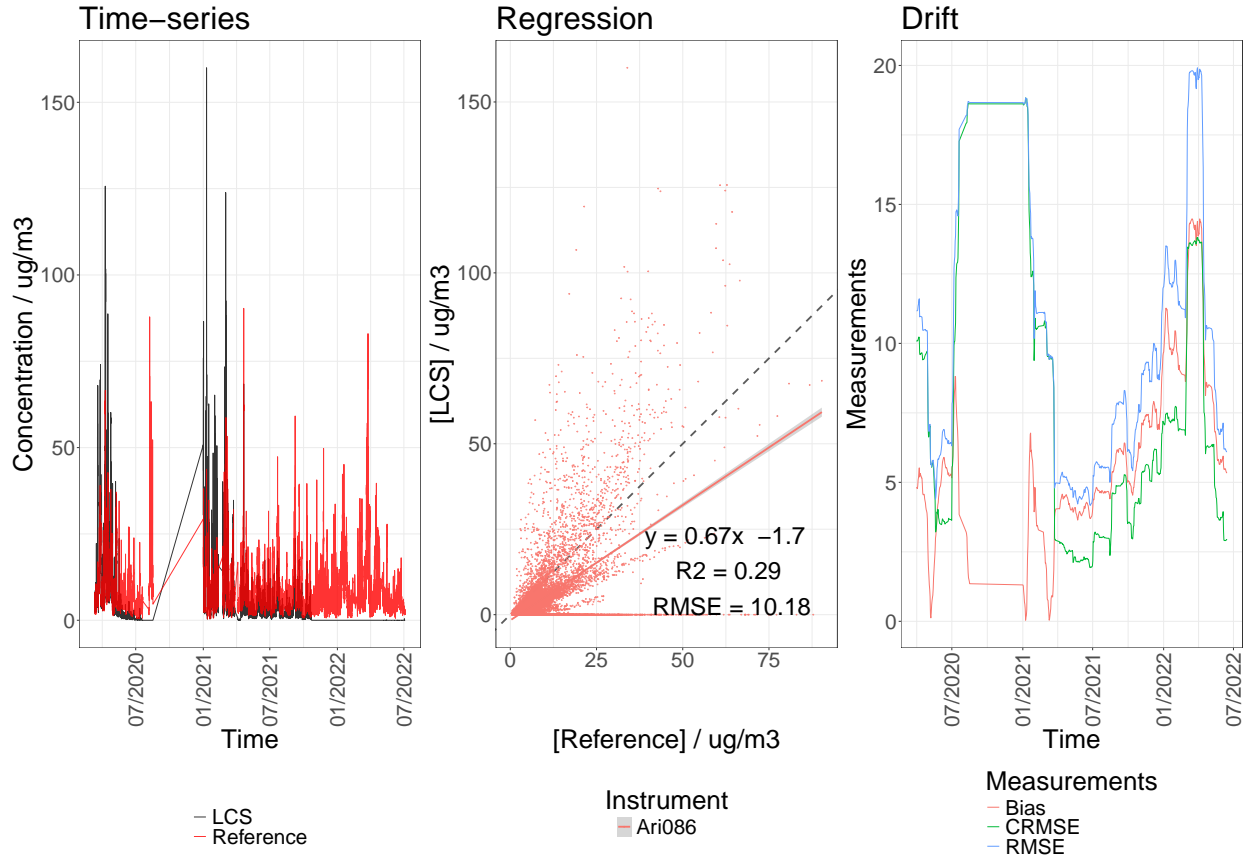 Time−series
Concentration / ug/m3
150
100
50
0
07/2020
01/2021
07/2021
01/2022
07/2022
Time
LCS
Reference
Regression
[LCS] / ug/m3
150
100
50
25
0
0
25
50
75
y = 0.67x −1.7
R2 = 0.29
RMSE = 10.18
[Reference] / ug/m3
Instrument
Ari086
Drift
Measurements
20
15
10
5
0
07/2020
01/2021
07/2021
01/2022
07/2022
Time
Measurements
Bias
CRMSE
RMSE